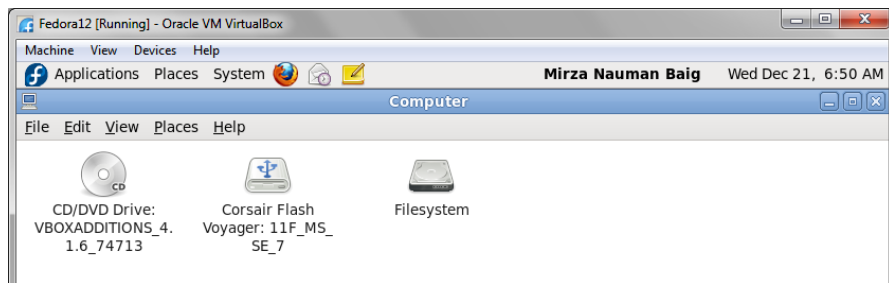 Fedora12 [Running] - Oracle VM VirtualBox
Machine View Devices Help
Applications Places System Mirza Nauman Baig Wed Dec 21, 6:50 AM
Computer
File Edit View Places Help
CD
CD/DVD Drive:
VBOXADDITIONS_4.
1.6_74713
Corsair Flash
Voyager: 11F_MS_
SE_7
Filesystem